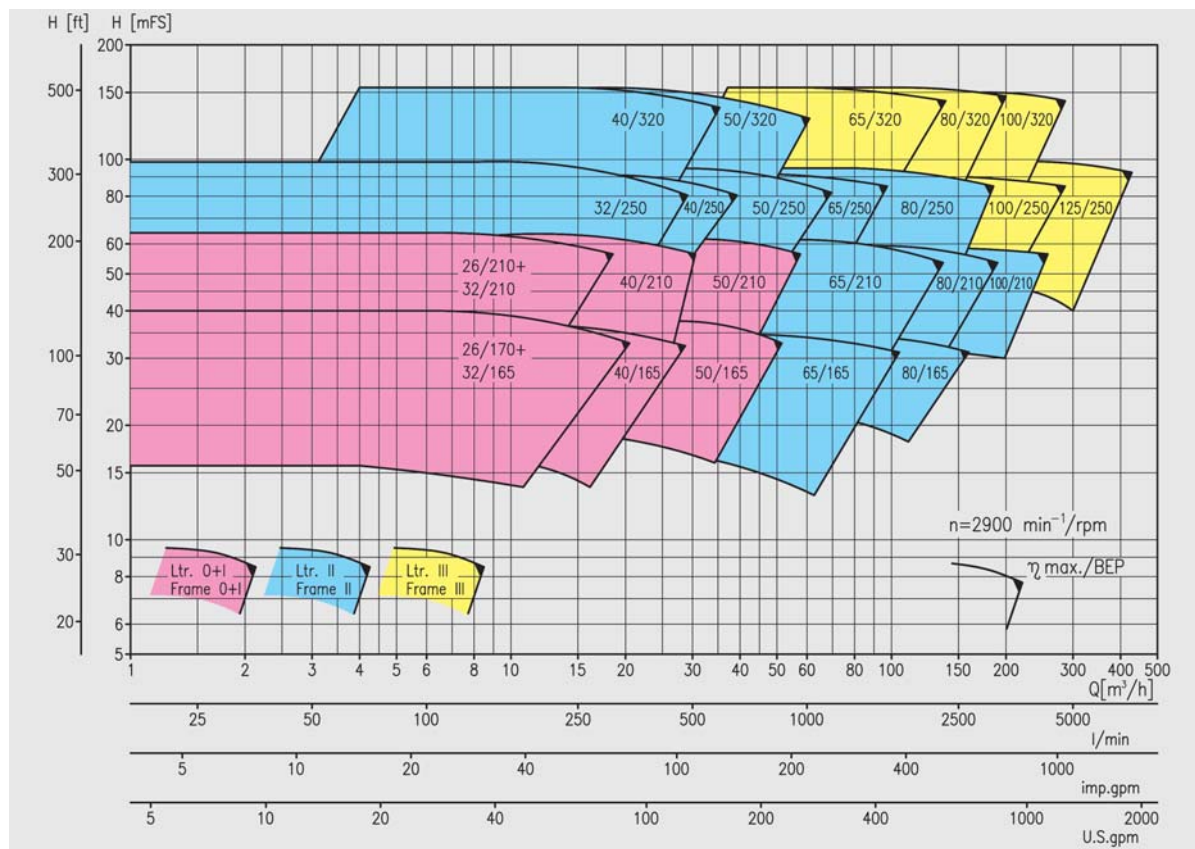 H [ft] H [mFS]
200
500 150
40/320 50/320 65/320 80/320 100/320
100
300
80
32/250 40/250 50/250 65/250 80/250 100/250 125/250
200 60
26/210+
32/210 40/210 50/210 65/210 80/210 100/210
50
40
100 30
26/170+
32/165 40/165 50/165 65/165 80/165
70
20
50 15
n=2900 min⁻¹/rpm
10
30
8
Ltr. 0+I Ltr. II Ltr. III η max./BEP
Frame 0+I Frame II Frame III
20 6
5
1 2 3 4 5 6 8 10 15 20 30 40 50 60 80 100 150 200 300 400 500
Q[m³/h]
25 50 100 250 500 1000 2500 5000
l/min
5 10 20 40 100 200 400 1000
imp.gpm
5 10 20 40 100 200 400 1000 2000
U.S.gpm